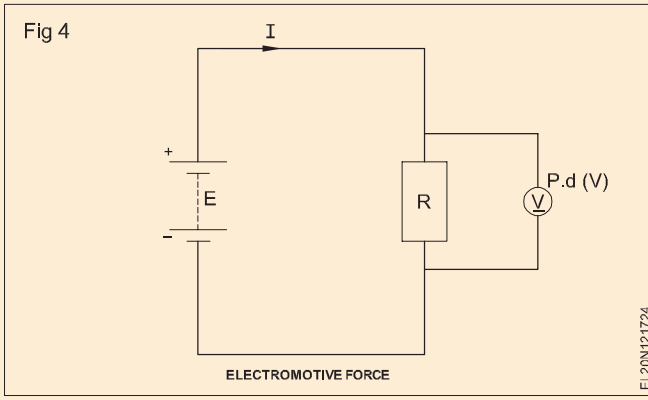 Fig 4
I
+
E
−
R
P.d (V)
V
ELECTROMOTIVE FORCE
EL20N121724